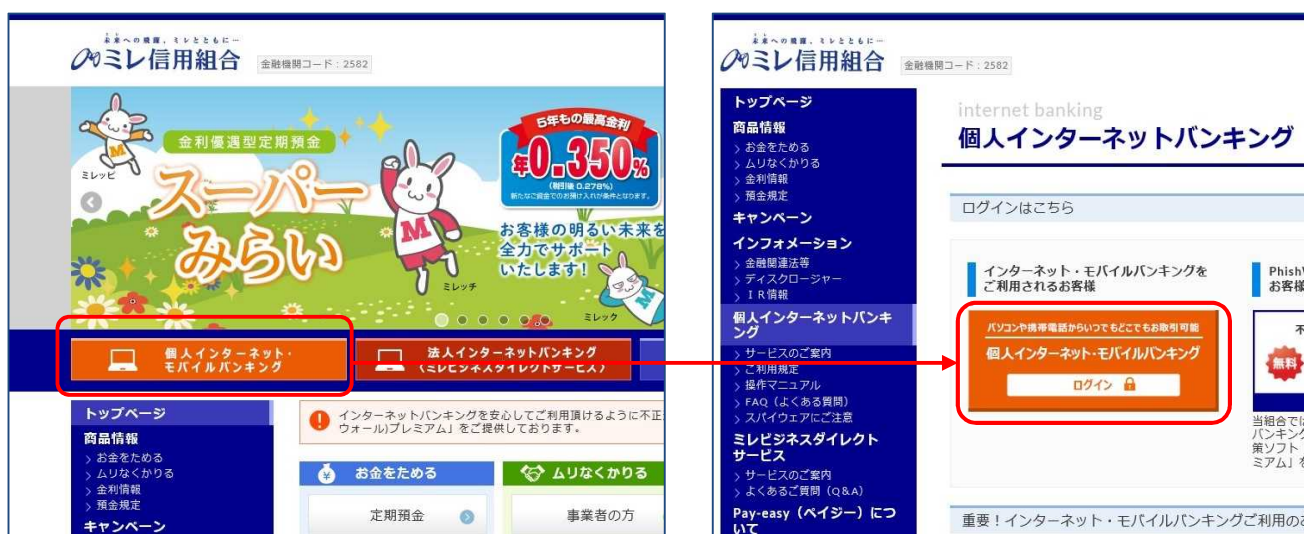 未来への飛躍、ミレとともに…
ミレ信用組合
金融機関コード：2582
ミレッピ
金利優遇型定期預金
スーパー
みらい
5年もの最高金利
年0.350%
(税引後 0.278%)
新たなご資金でのお預け入れが条件となります。
お客様の明るい未来を
全力でサポート
いたします！
ミレッチ
ミレック
個人インターネット・
モバイルバンキング
法人インターネットバンキング
（ミレビジネスダイレクトサービス）
トップページ
商品情報
お金をためる
ムリなくかりる
金利情報
預金規定
キャンペーン
インターネットバンキングを安心してご利用頂けるように不正
ウォール)プレミアム」をご提供しております。
お金をためる
ムリなくかりる
定期預金
事業者の方
未来への飛躍、ミレとともに…
ミレ信用組合
金融機関コード：2582
トップページ
商品情報
お金をためる
ムリなくかりる
金利情報
預金規定
キャンペーン
インフォメーション
金融関連法等
ディスクロージャー
ＩＲ情報
個人インターネットバンキ
ング
サービスのご案内
ご利用規定
操作マニュアル
FAQ（よくある質問）
スパイウェアにご注意
ミレビジネスダイレクト
サービス
サービスのご案内
よくあるご質問（Q&A）
Pay-easy（ペイジー）につ
いて
internet banking
個人インターネットバンキング
ログインはこちら
インターネット・モバイルバンキングを
ご利用されるお客様
パソコンや携帯電話からいつでもどこでもお取引可能
個人インターネット・モバイルバンキング
ログイン
Phish
お客様
不
無料
当組合では
バンキング
策ソフト
ミアム」を
重要！インターネット・モバイルバンキングご利用のお